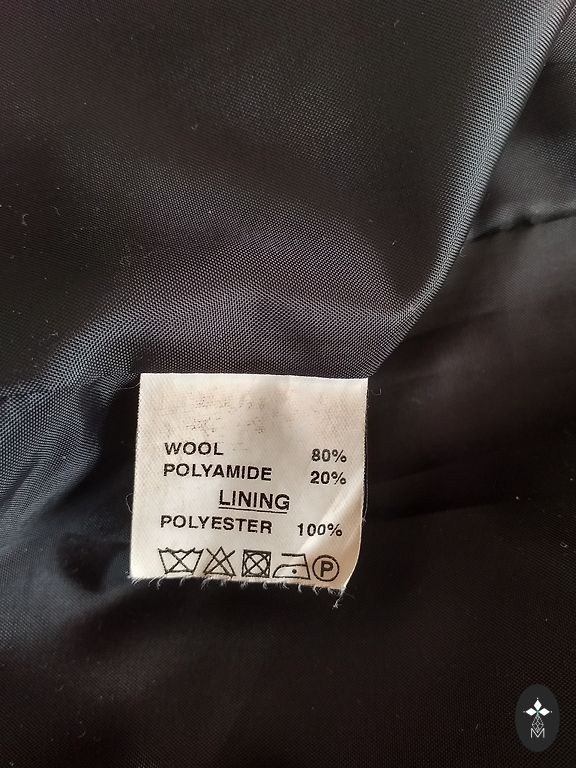 WOOL 80%
POLYAMIDE 20%
LINING
POLYESTER 100%
P
M